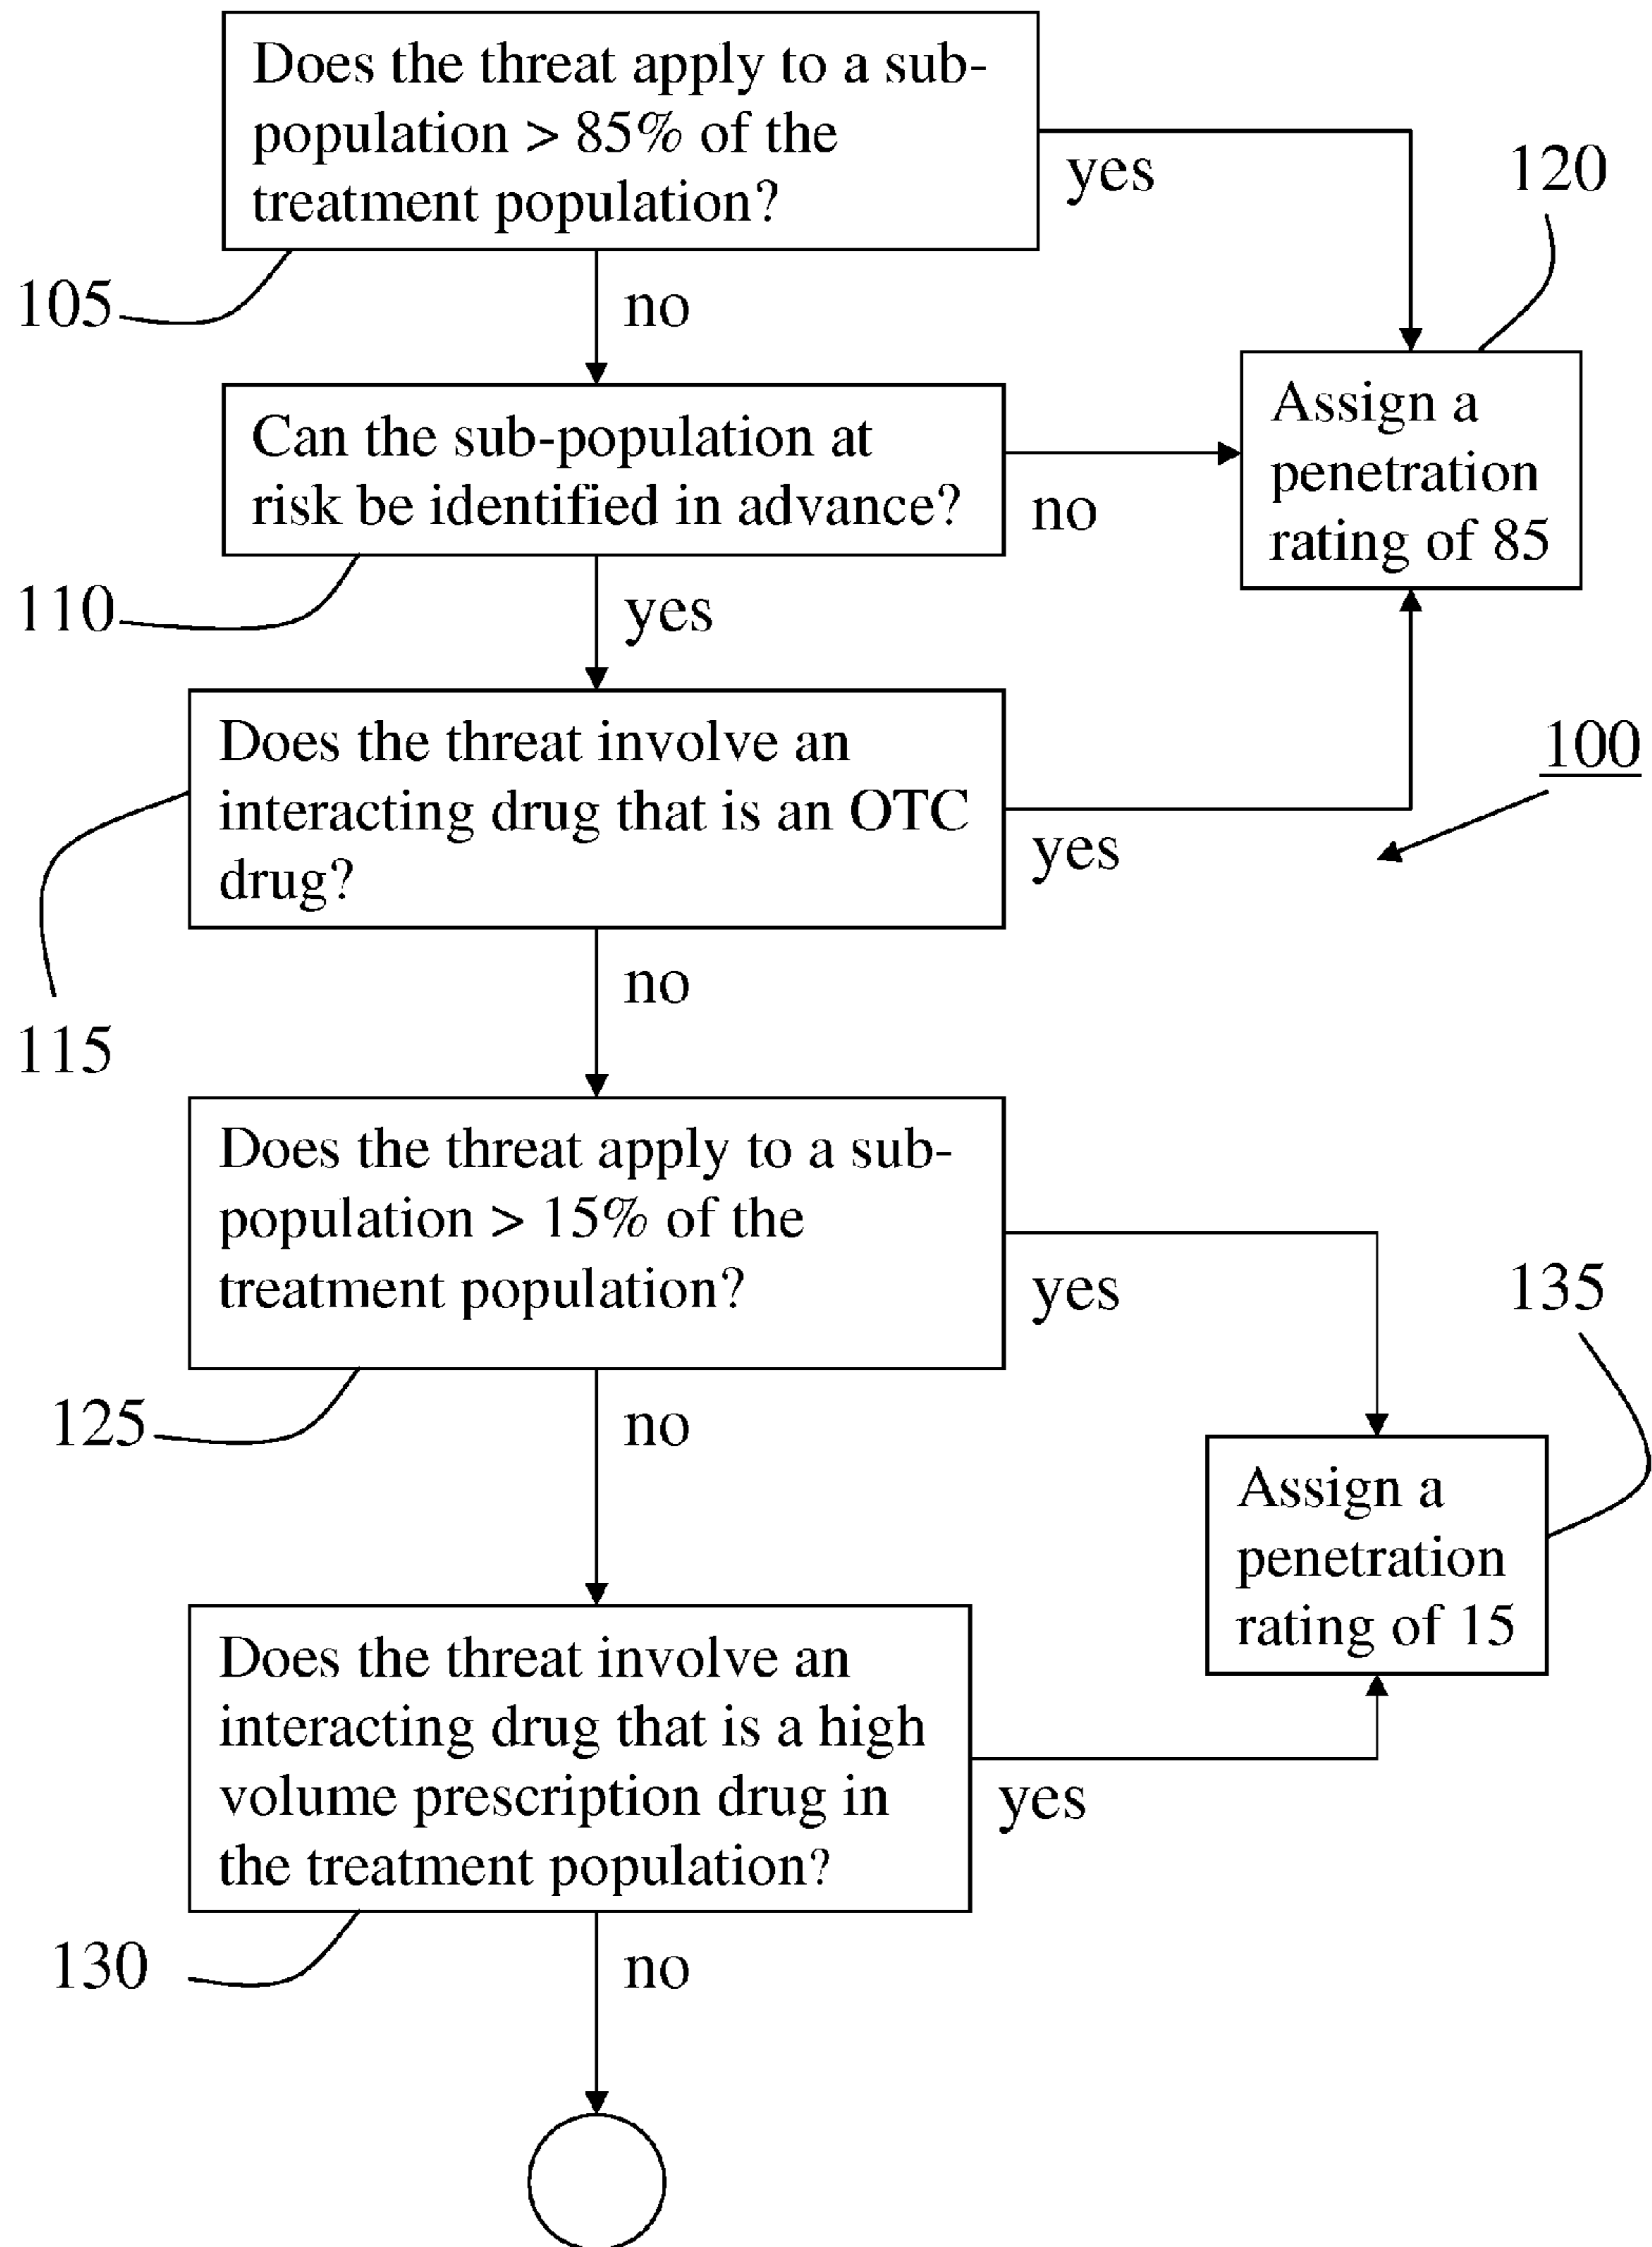 Does the threat apply to a sub-
population > 85% of the
treatment population?
yes
120
105
no
Assign a
penetration
rating of 85
Can the sub-population at
risk be identified in advance?
no
110
yes
100
Does the threat involve an
interacting drug that is an OTC
drug?
yes
no
115
Does the threat apply to a sub-
population > 15% of the
treatment population?
yes
135
125
no
Assign a
penetration
rating of 15
Does the threat involve an
interacting drug that is a high
volume prescription drug in
the treatment population?
yes
130
no